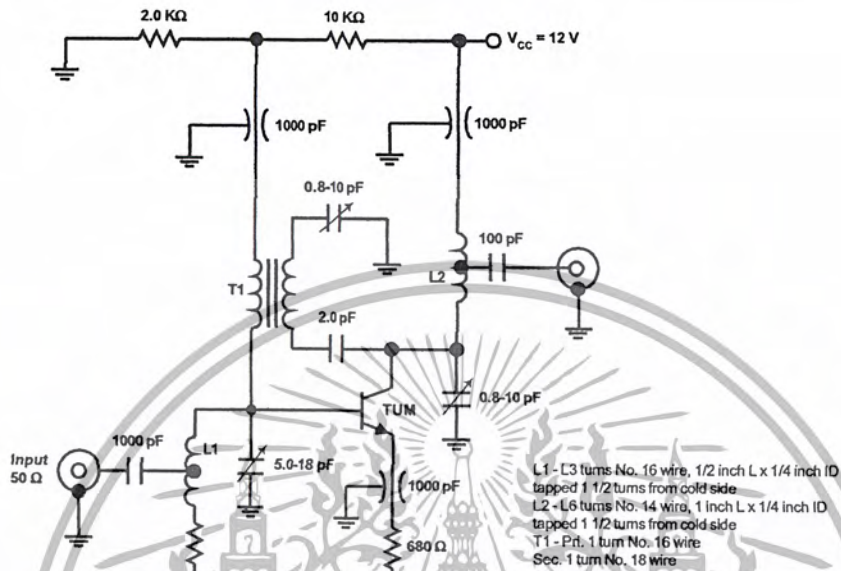 2.0 KΩ
10 KΩ
V_CC = 12 V
1000 pF
1000 pF
0.8-10 pF
100 pF
T1
L2
2.0 pF
TUM
0.8-10 pF
1000 pF
L1
Input
50 Ω
5.0-18 pF
1000 pF
680 Ω
L1 - L3 turns No. 16 wire, 1/2 inch L x 1/4 inch ID
tapped 1 1/2 turns from cold side
L2 - L6 turns No. 14 wire, 1 inch L x 1/4 inch ID
tapped 1 1/2 turns from cold side
T1 - Pri. 1 turn No. 16 wire
Sec. 1 turn No. 18 wire